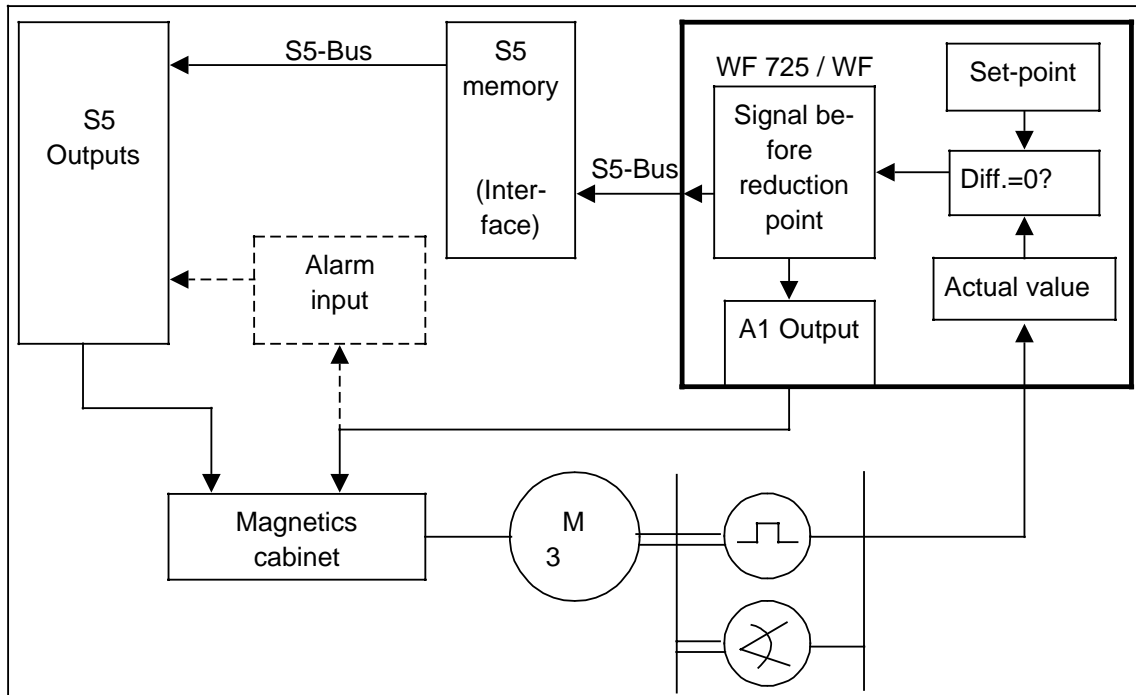 S5
Outputs
S5-Bus
S5
memory
(Inter-
face)
S5-Bus
WF 725 / WF
Signal be-
fore
reduction
point
Set-point
Diff.=0?
Actual value
A1 Output
Alarm
input
Magnetics
cabinet
M
3